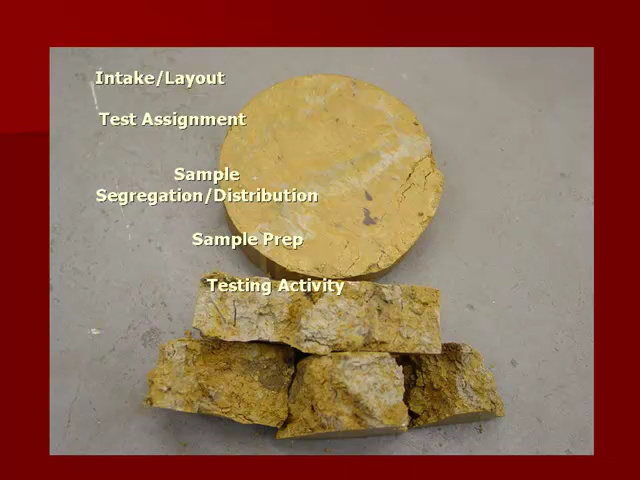 Intake/Layout
Test Assignment
Sample
Segregation/Distribution
Sample Prep
Testing Activity